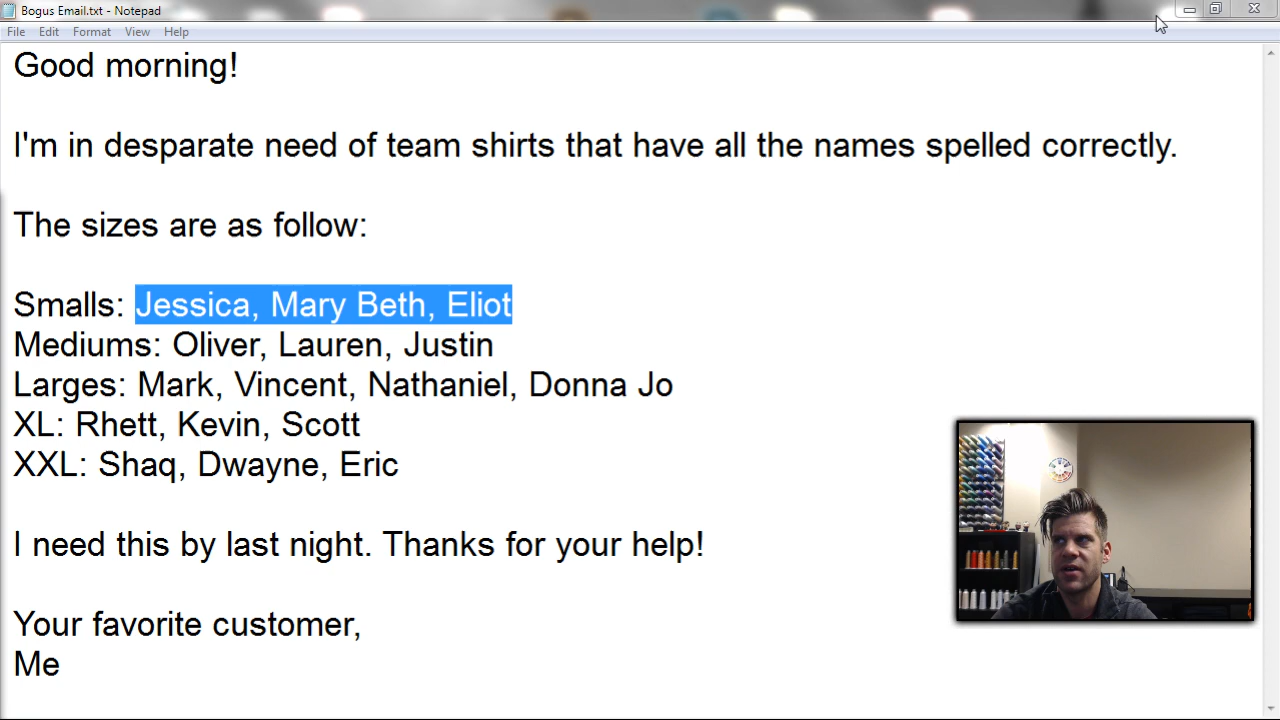 Bogus Email.txt - Notepad
File Edit Format View Help
Good morning!
I'm in desparate need of team shirts that have all the names spelled correctly.
The sizes are as follow:
Smalls: Jessica, Mary Beth, Eliot
Mediums: Oliver, Lauren, Justin
Larges: Mark, Vincent, Nathaniel, Donna Jo
XL: Rhett, Kevin, Scott
XXL: Shaq, Dwayne, Eric
I need this by last night. Thanks for your help!
Your favorite customer,
Me